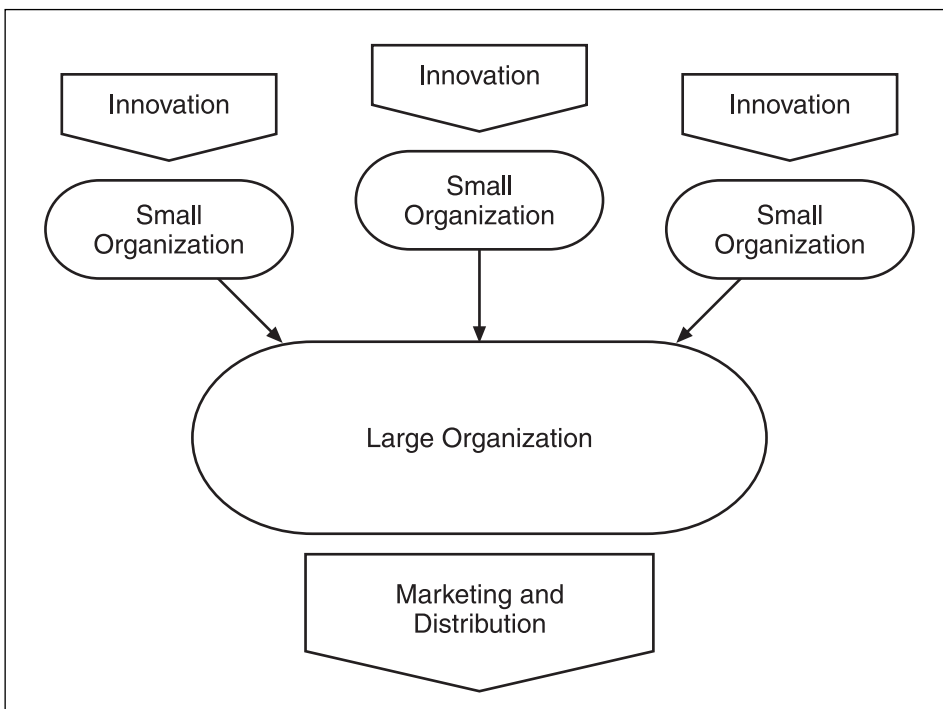 Innovation
Innovation
Innovation
Small
Organization
Small
Organization
Small
Organization
Large Organization
Marketing and
Distribution